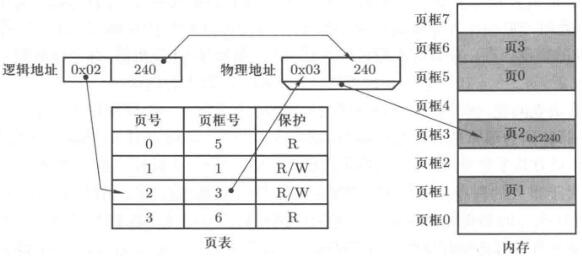 逻辑地址 0x02 240
物理地址 0x03 240
页号 页框号 保护
0 5 R
1 1 R/W
2 3 R/W
3 6 R
页表
页框7
页框6 页3
页框5 页0
页框4
页框3 页2 0x2240
页框2
页框1 页1
页框0
内存